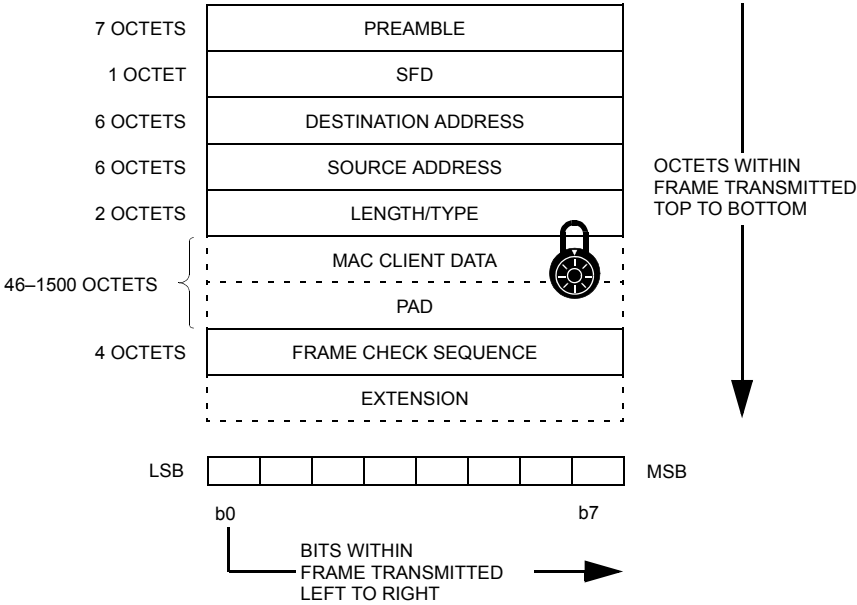 7 OCTETS PREAMBLE
1 OCTET SFD
6 OCTETS DESTINATION ADDRESS
6 OCTETS SOURCE ADDRESS
2 OCTETS LENGTH/TYPE
46–1500 OCTETS
MAC CLIENT DATA
PAD
4 OCTETS FRAME CHECK SEQUENCE
EXTENSION
OCTETS WITHIN
FRAME TRANSMITTED
TOP TO BOTTOM
LSB MSB
b0 b7
BITS WITHIN
FRAME TRANSMITTED
LEFT TO RIGHT